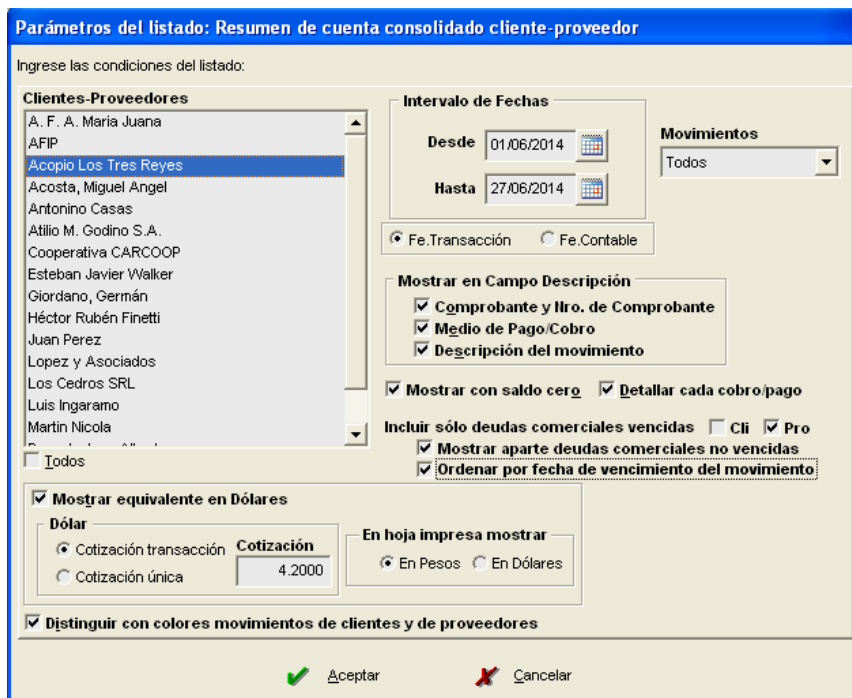 Parámetros del listado: Resumen de cuenta consolidado cliente-proveedor
Ingrese las condiciones del listado:
Clientes-Proveedores
A. F. A. Maria Juana
AFIP
Acopio Los Tres Reyes
Acosta, Miguel Angel
Antonino Casas
Atilio M. Godino S.A.
Cooperativa CARCOOP
Esteban Javier Walker
Giordano, Germán
Héctor Rubén Finetti
Juan Perez
Lopez y Asociados
Los Cedros SRL
Luis Ingaramo
Martin Nicola
Todos
Intervalo de Fechas
Desde 01/06/2014
Hasta 27/06/2014
Movimientos
Todos
Fe.Transacción Fe.Contable
Mostrar en Campo Descripción
Comprobante y Nro. de Comprobante
Medio de Pago/Cobro
Descripción del movimiento
Mostrar con saldo cero Detallar cada cobro/pago
Incluir sólo deudas comerciales vencidas Cli Pro
Mostrar aparte deudas comerciales no vencidas
Ordenar por fecha de vencimiento del movimiento
Mostrar equivalente en Dólares
Dólar
Cotización transacción Cotización
Cotización única 4.2000
En hoja impresa mostrar
En Pesos En Dólares
Distinguir con colores movimientos de clientes y de proveedores
Aceptar Cancelar